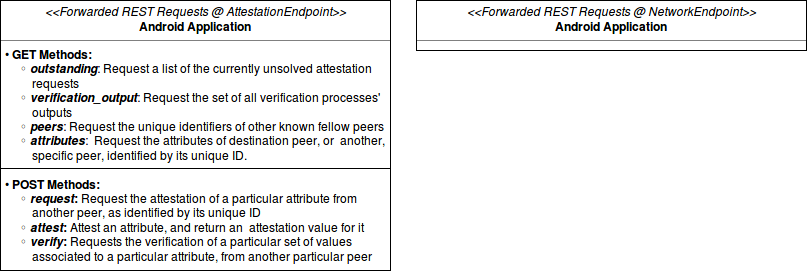 <<Forwarded REST Requests @ AttestationEndpoint>>
Android Application
• GET Methods:
◦ outstanding: Request a list of the currently unsolved attestation
requests
◦ verification_output: Request the set of all verification processes'
outputs
◦ peers: Request the unique identifiers of other known fellow peers
◦ attributes: Request the attributes of destination peer, or another,
specific peer, identified by its unique ID.
• POST Methods:
◦ request: Request the attestation of a particular attribute from
another peer, as identified by its unique ID
◦ attest: Attest an attribute, and return an attestation value for it
◦ verify: Requests the verification of a particular set of values
associated to a particular attribute, from another particular peer
<<Forwarded REST Requests @ NetworkEndpoint>>
Android Application